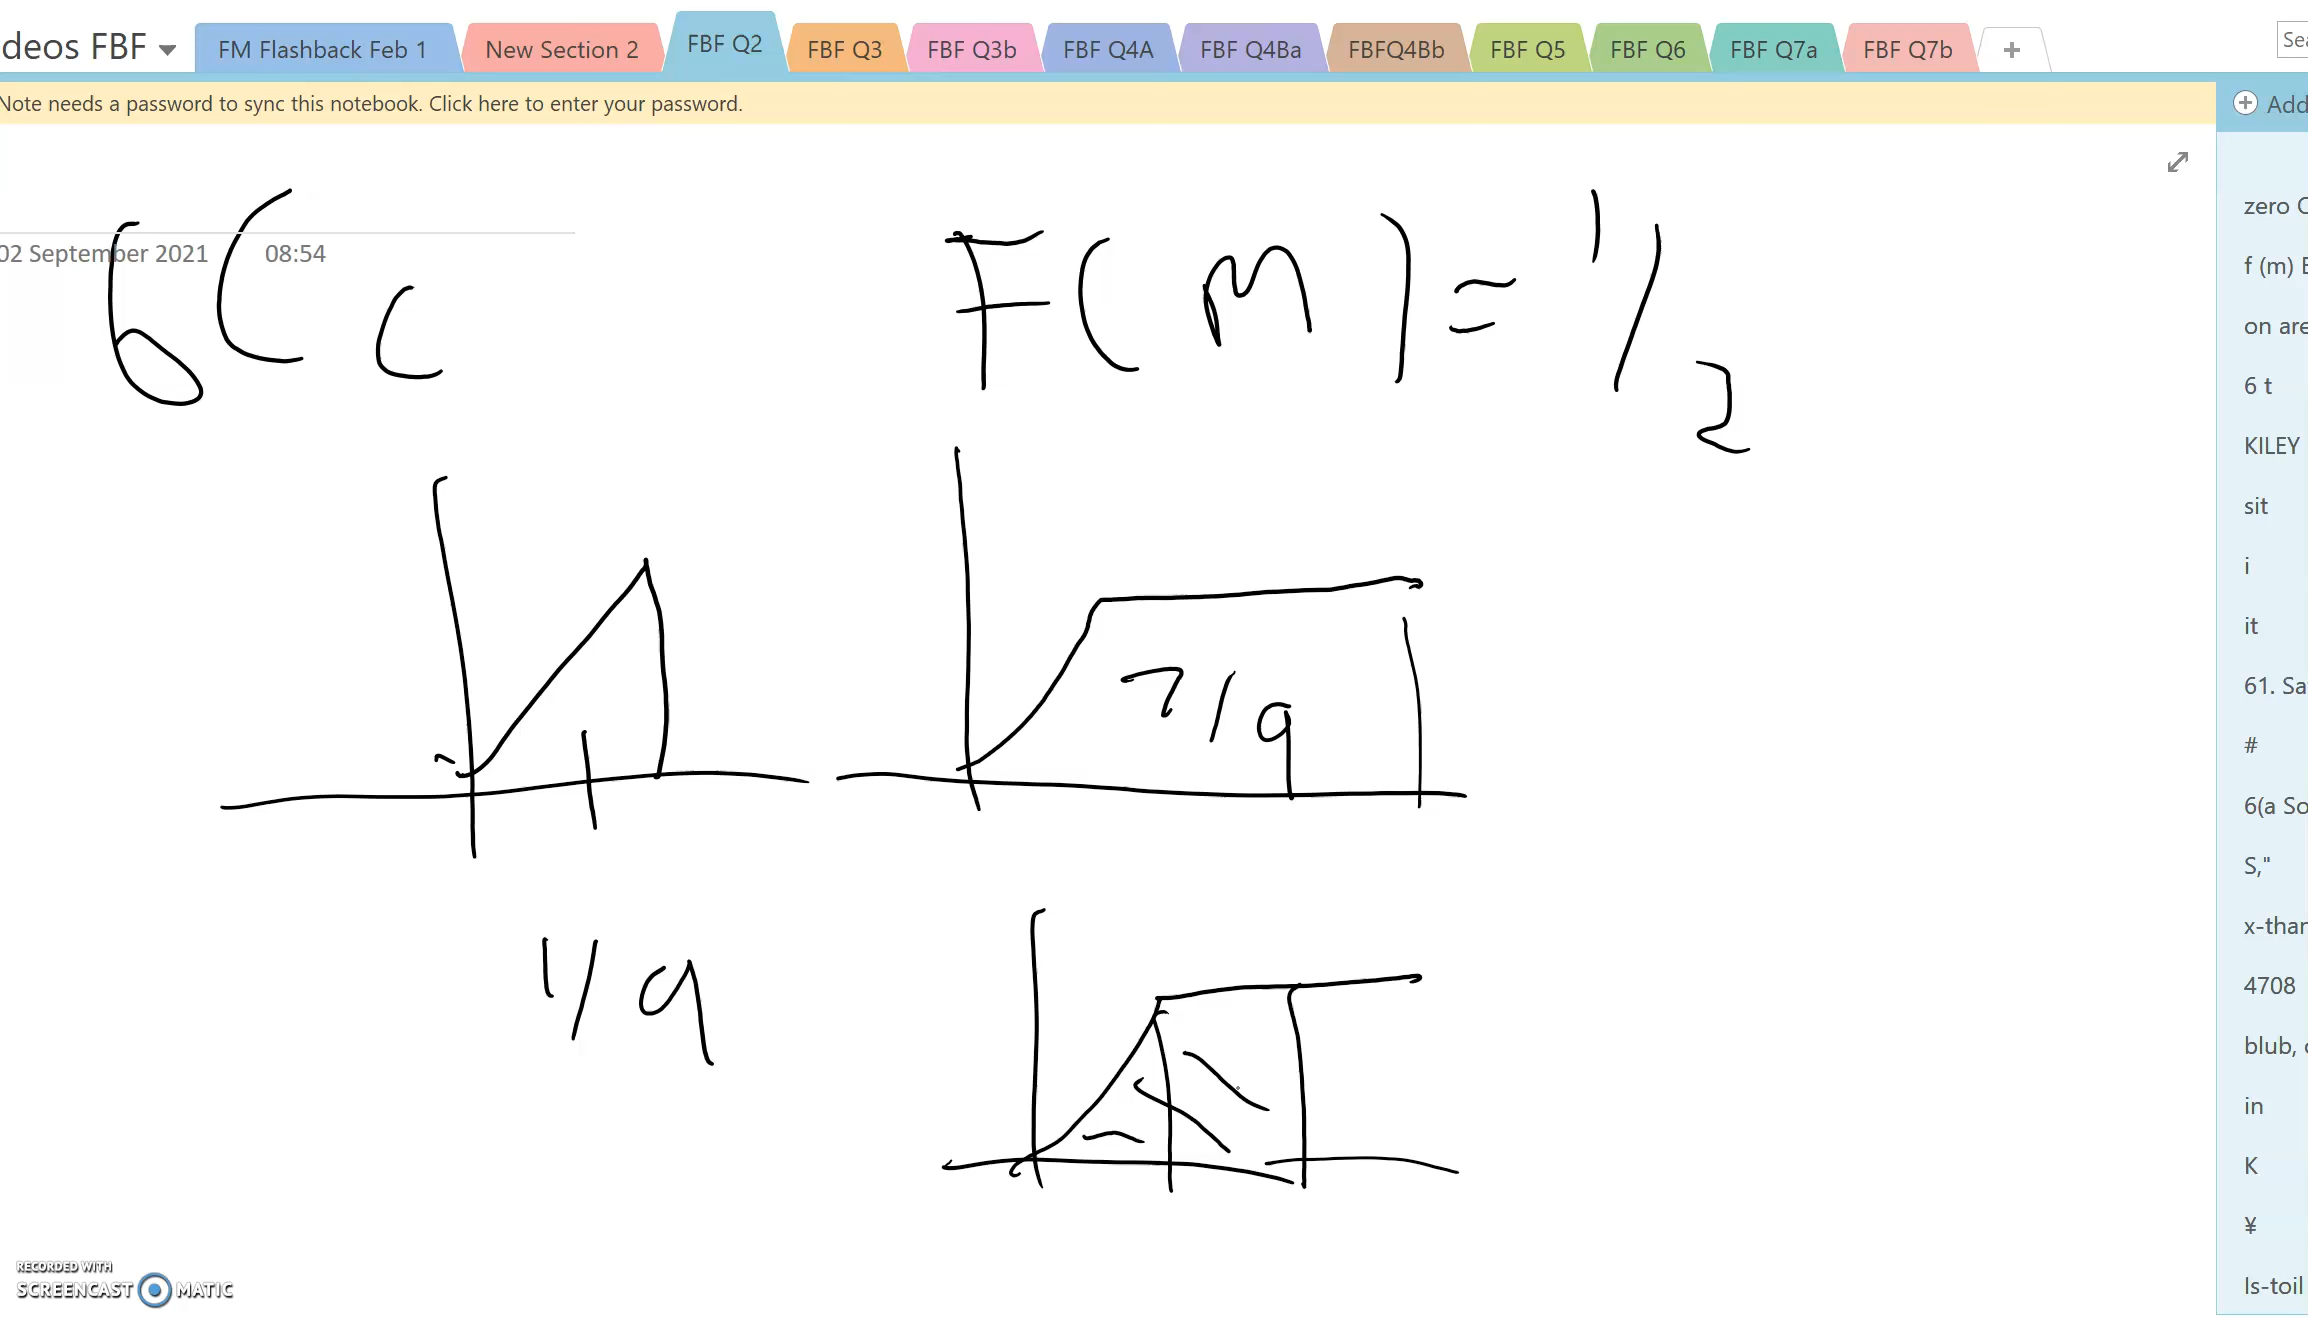 deos FBF
FM Flashback Feb 1
New Section 2
FBF Q2
FBF Q3
FBF Q3b
FBF Q4A
FBF Q4Ba
FBFQ4Bb
FBF Q5
FBF Q6
FBF Q7a
FBF Q7b
+
Sea
Note needs a password to sync this notebook. Click here to enter your password.
Add
02 September 2021 08:54
6(c
F(m) = 1/2
7/9
1/9
zero C
f (m) E
on are
6 t
KILEY
sit
i
it
61. Sa
#
6(a So
S,"
x-than
4708
blub, c
in
K
¥
ls-toil
RECORDED WITH
SCREENCAST MATIC